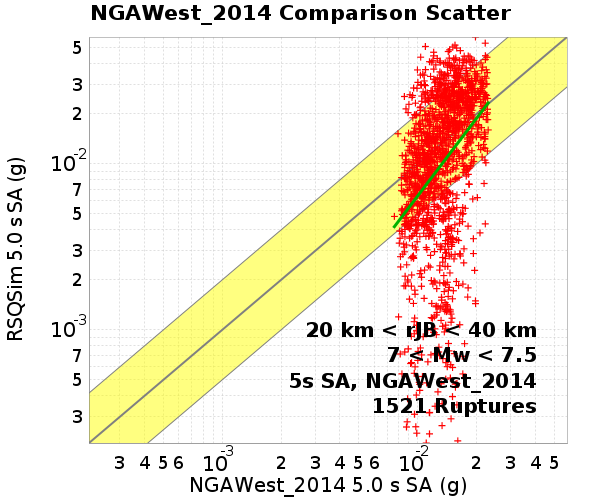 NGAWest_2014 Comparison Scatter
RSQSim 5.0 s SA (g)
5
3
2
10-2
7
5
3
2
10-3
7
5
3
20 km < rJB < 40 km
7 < Mw < 7.5
5s SA, NGAWest_2014
1521 Ruptures
3 4 5 6 10-3 2 3 4 5 6 10-2 2 3 4 5
NGAWest_2014 5.0 s SA (g)